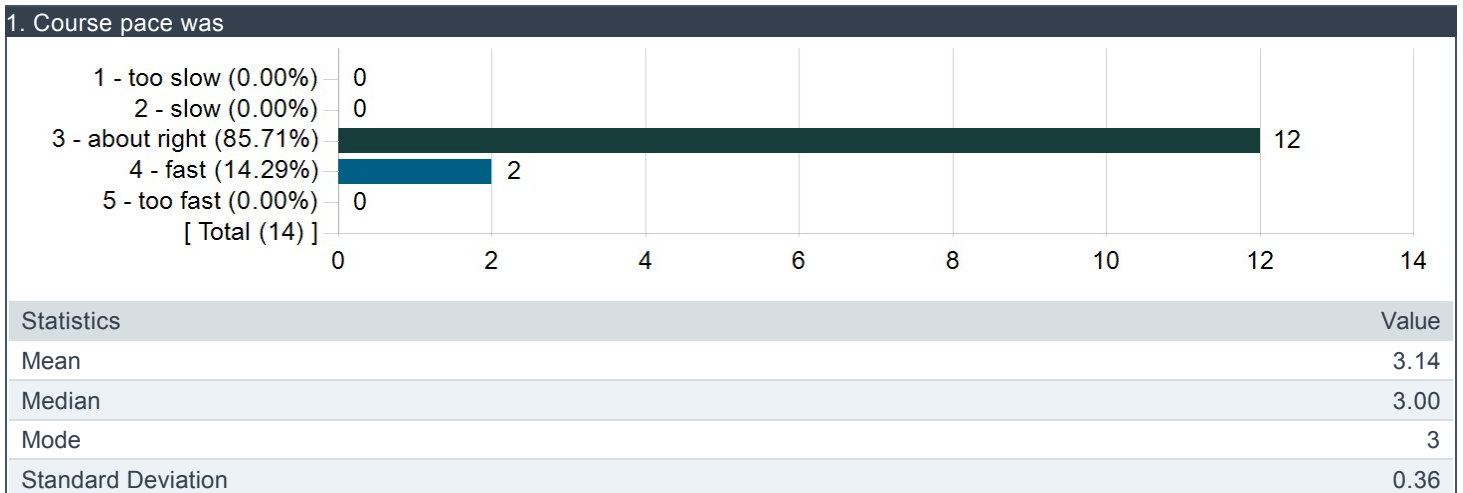 1. Course pace was
1 - too slow (0.00%) 0
2 - slow (0.00%) 0
3 - about right (85.71%) 12
4 - fast (14.29%) 2
5 - too fast (0.00%) 0
[ Total (14) ]
0 2 4 6 8 10 12 14
Statistics Value
Mean 3.14
Median 3.00
Mode 3
Standard Deviation 0.36